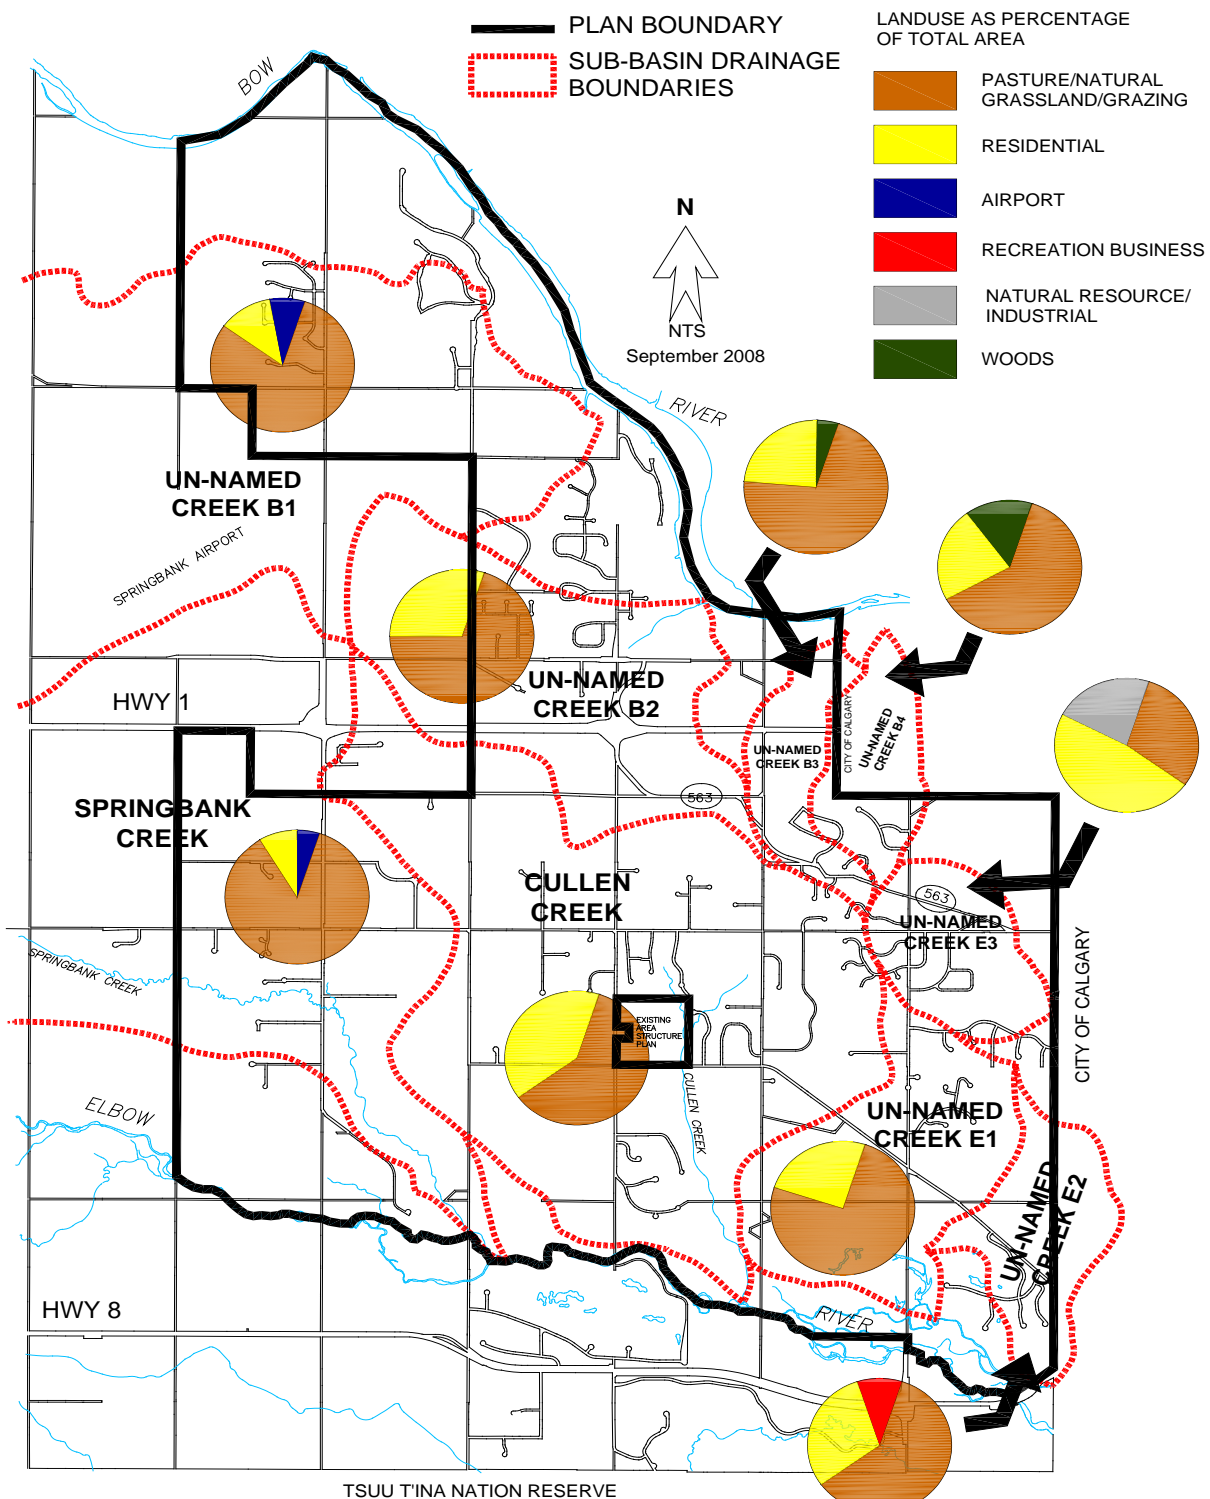 PLAN BOUNDARY
SUB-BASIN DRAINAGE
BOUNDARIES
LANDUSE AS PERCENTAGE
OF TOTAL AREA
PASTURE/NATURAL
GRASSLAND/GRAZING
RESIDENTIAL
AIRPORT
RECREATION BUSINESS
NATURAL RESOURCE/
INDUSTRIAL
WOODS
BOW
N
NTS
September 2008
RIVER
UN-NAMED
CREEK B1
SPRINGBANK AIRPORT
HWY 1
UN-NAMED
CREEK B2
UN-NAMED
CREEK B3
CITY OF CALGARY
UN-NAMED
CREEK B4
563
SPRINGBANK
CREEK
CULLEN
CREEK
563
UN-NAMED
CREEK E3
SPRINGBANK CREEK
EXISTING
AREA
STRUCTURE
PLAN
CITY OF CALGARY
CULLEN CREEK
ELBOW
UN-NAMED
CREEK E1
UN-NAMED
CREEK E2
HWY 8
RIVER
TSUU T'INA NATION RESERVE